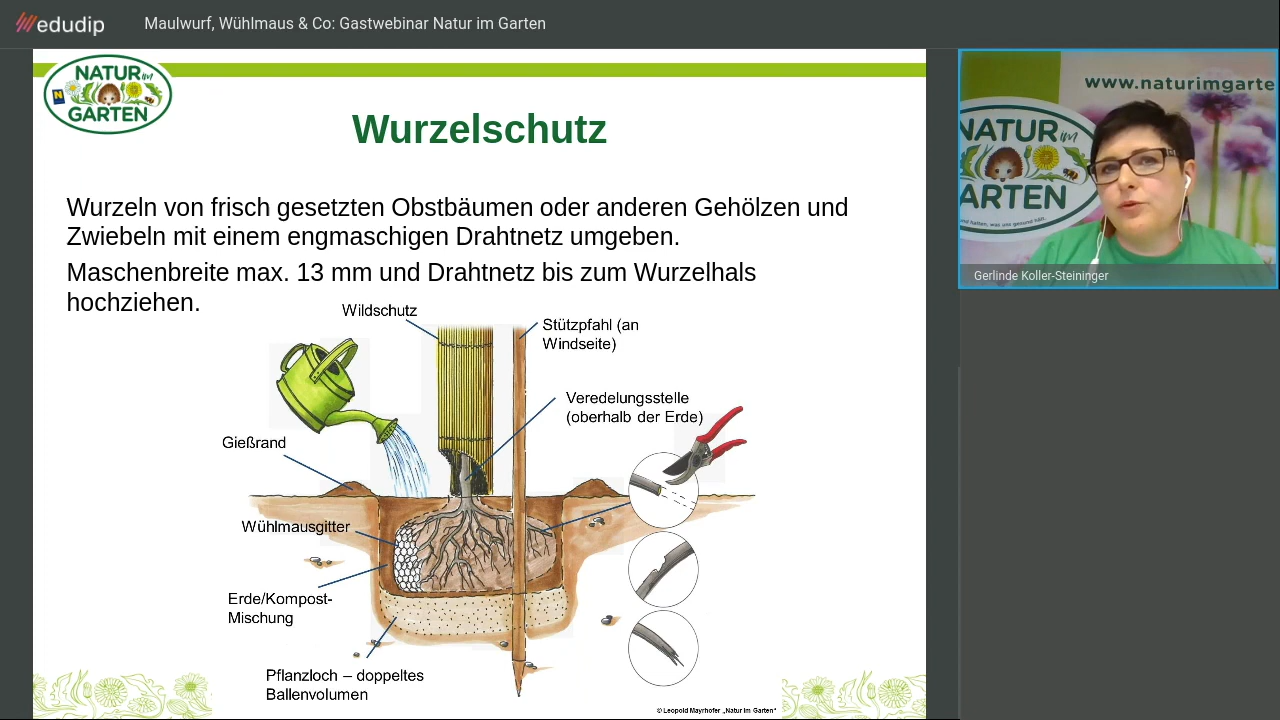 edudip
Maulwurf, Wühlmaus & Co: Gastwebinar Natur im Garten
NATUR im
GARTEN
Wurzelschutz
Wurzeln von frisch gesetzten Obstbäumen oder anderen Gehölzen und
Zwiebeln mit einem engmaschigen Drahtnetz umgeben.
Maschenbreite max. 13 mm und Drahtnetz bis zum Wurzelhals
hochziehen.
Wildschutz
Stützpfahl (an
Windseite)
Veredelungsstelle
(oberhalb der Erde)
Gießrand
Wühlmausgitter
Erde/Kompost-
Mischung
Pflanzloch – doppeltes
Ballenvolumen
© Leopold Mayrhofer „Natur im Garten"
www.naturimgarte
NATUR im
GARTEN
Gerlinde Koller-Steininger